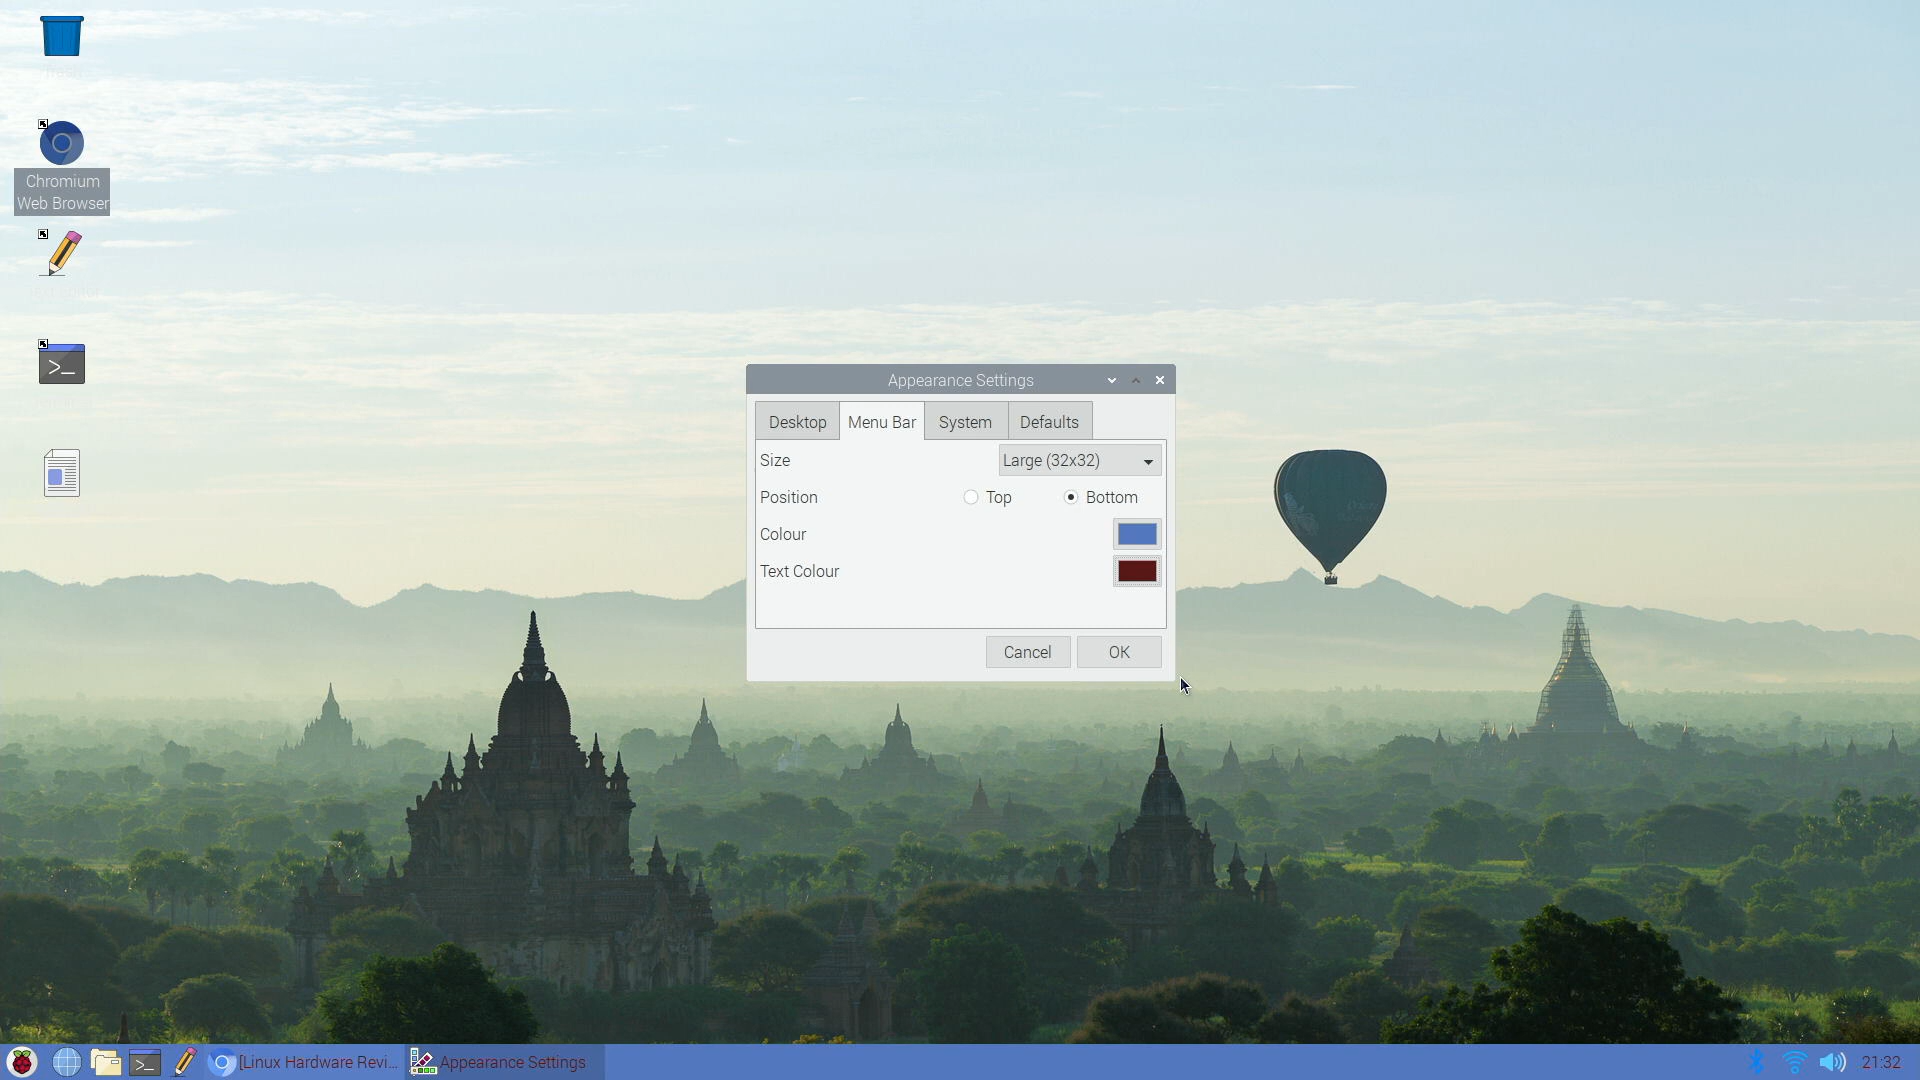 Chromium
Web Browser
Appearance Settings
Desktop
Menu Bar
System
Defaults
Size
Large (32x32)
Position
Top
Bottom
Colour
Text Colour
Cancel
OK
[Linux Hardware Revi...
Appearance Settings
21:32